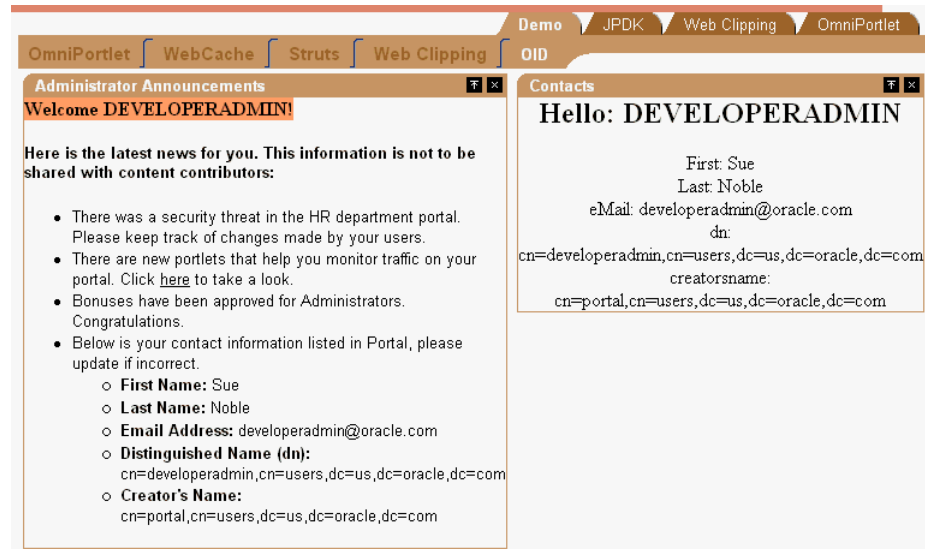 Demo JPDK Web Clipping OmniPortlet
OmniPortlet WebCache Struts Web Clipping OID
Administrator Announcements
Welcome DEVELOPERADMIN!
Here is the latest news for you. This information is not to be
shared with content contributors:
There was a security threat in the HR department portal.
Please keep track of changes made by your users.
There are new portlets that help you monitor traffic on your
portal. Click here to take a look.
Bonuses have been approved for Administrators.
Congratulations.
Below is your contact information listed in Portal, please
update if incorrect.
First Name: Sue
Last Name: Noble
Email Address: developeradmin@oracle.com
Distinguished Name (dn):
cn=developeradmin,cn=users,dc=us,dc=oracle,dc=com
Creator's Name:
cn=portal,cn=users,dc=us,dc=oracle,dc=com
Contacts
Hello: DEVELOPERADMIN
First: Sue
Last: Noble
eMail: developeradmin@oracle.com
dn:
cn=developeradmin,cn=users,dc=us,dc=oracle,dc=com
creatorsname:
cn=portal,cn=users,dc=us,dc=oracle,dc=com